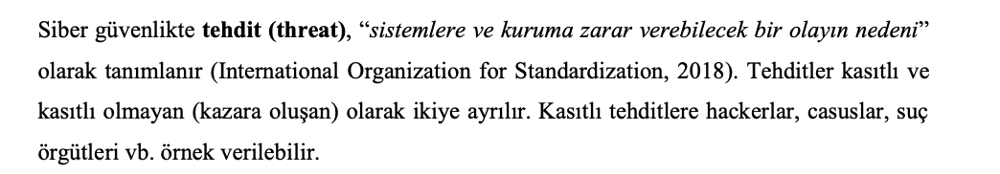 Siber güvenlikte tehdit (threat), “sistemlere ve kuruma zarar verebilecek bir olayın nedeni”
olarak tanımlanır (International Organization for Standardization, 2018). Tehditler kasıtlı ve
kasıtlı olmayan (kazara oluşan) olarak ikiye ayrılır. Kasıtlı tehditlere hackerlar, casuslar, suç
örgütleri vb. örnek verilebilir.